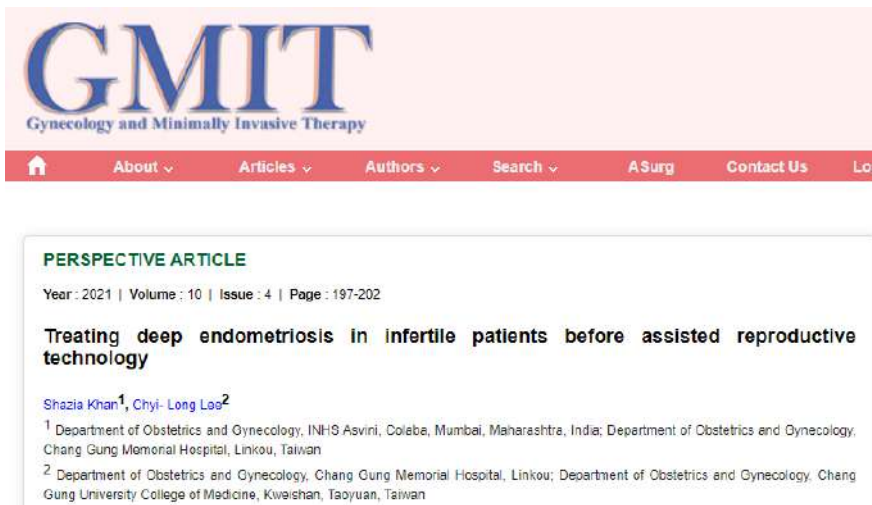 GMIT
Gynecology and Minimally Invasive Therapy
About Articles Authors Search ASurg Contact Us Lo
PERSPECTIVE ARTICLE
Year : 2021 | Volume : 10 | Issue : 4 | Page : 197-202
Treating deep endometriosis in infertile patients before assisted reproductive
technology
Shazia Khan1, Chyi- Long Lee2
1 Department of Obstetrics and Gynecology, INHS Asvini, Colaba, Mumbai, Maharashtra, India; Department of Obstetrics and Gynecology,
Chang Gung Memorial Hospital, Linkou, Taiwan
2 Department of Obstetrics and Gynecology, Chang Gung Memorial Hospital, Linkou; Department of Obstetrics and Gynecology, Chang
Gung University College of Medicine, Kweishan, Taoyuan, Taiwan